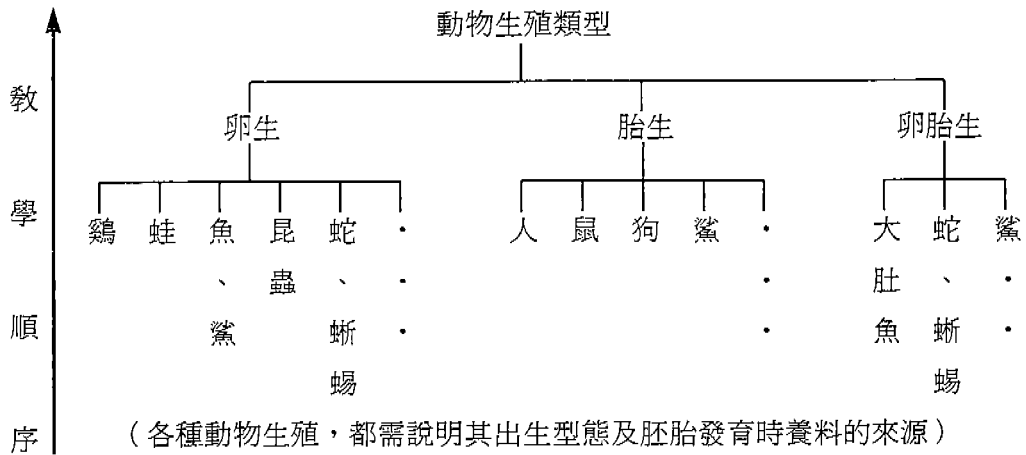 動物生殖類型
教學順序
卵生
胎生
卵胎生
鷄
蛙
魚、鯊
昆蟲
蛇、蜥蜴
・・・
人
鼠
狗
鯊
・・・
大肚魚
蛇、蜥蜴
鯊・・
（各種動物生殖，都需說明其出生型態及胚胎發育時養料的來源）